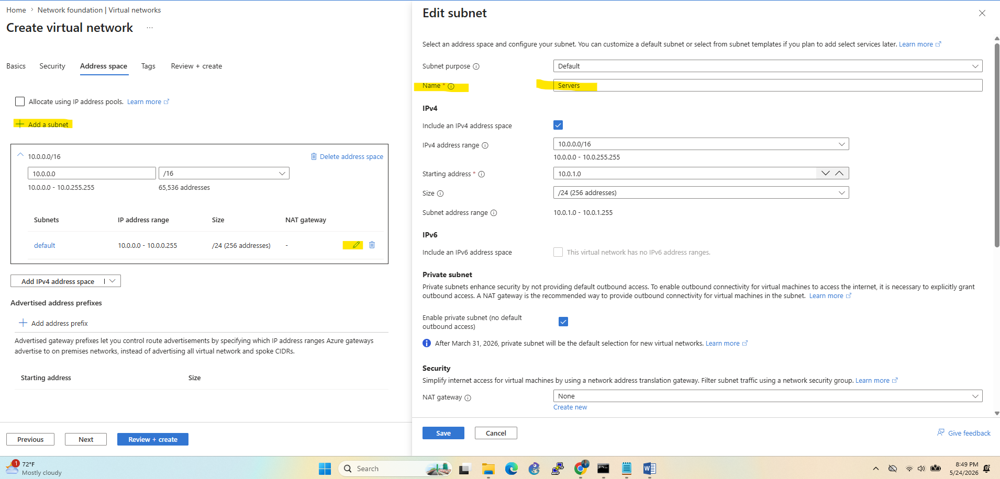 Home > Network foundation | Virtual networks
Create virtual network ...
Basics Security Address space Tags Review + create
Allocate using IP address pools. Learn more
+ Add a subnet
10.0.0.0/16 Delete address space
10.0.0.0 /16
10.0.0.0 - 10.0.255.255 65,536 addresses
Subnets IP address range Size NAT gateway
default 10.0.0.0 - 10.0.0.255 /24 (256 addresses) -
Add IPv4 address space |
Advertised address prefixes
+ Add address prefix
Advertised gateway prefixes let you control route advertisements by specifying which IP address ranges Azure gateways
advertise to on premises networks, instead of advertising all virtual network and spoke CIDRs.
Starting address Size
Previous Next Review + create
Edit subnet
Select an address space and configure your subnet. You can customize a default subnet or select from subnet templates if you plan to add select services later. Learn more
Subnet purpose Default
Name * Servers
IPv4
Include an IPv4 address space
IPv4 address range 10.0.0.0/16
10.0.0.0 - 10.0.255.255
Starting address * 10.0.1.0
Size /24 (256 addresses)
Subnet address range 10.0.1.0 - 10.0.1.255
IPv6
Include an IPv6 address space This virtual network has no IPv6 address ranges.
Private subnet
Private subnets enhance security by not providing default outbound access. To enable outbound connectivity for virtual machines to access the internet, it is necessary to explicitly grant
outbound access. A NAT gateway is the recommended way to provide outbound connectivity for virtual machines in the subnet. Learn more
Enable private subnet (no default
outbound access)
After March 31, 2026, private subnet will be the default selection for new virtual networks. Learn more
Security
Simplify internet access for virtual machines by using a network address translation gateway. Filter subnet traffic using a network security group. Learn more
NAT gateway None
Create new
Save Cancel Give feedback
1 72°F
Mostly cloudy
Search
8:49 PM
5/24/2026